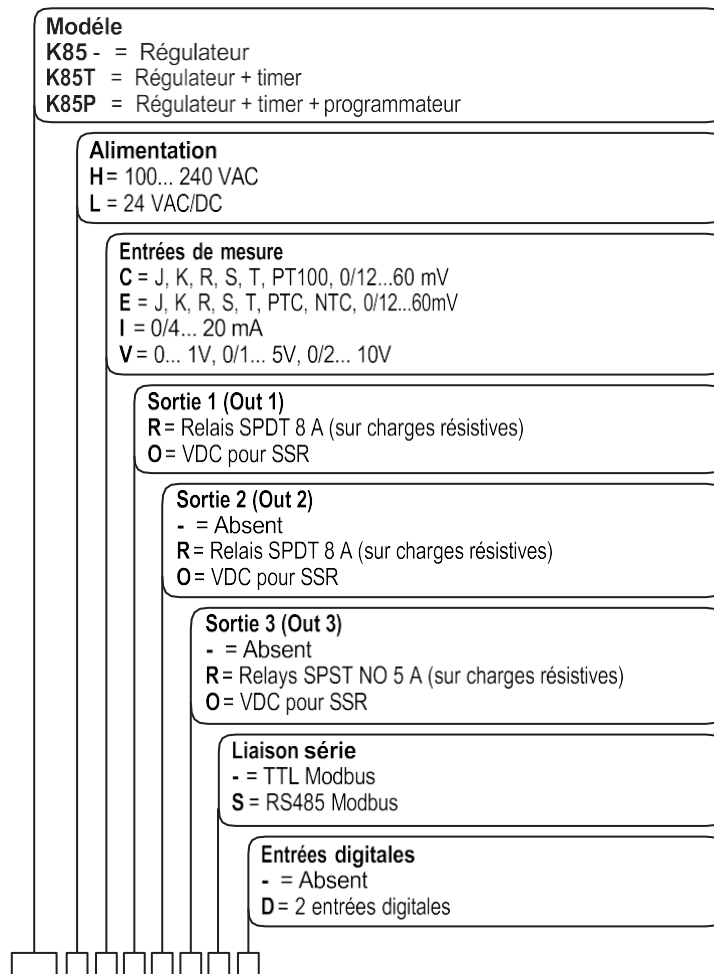 Modéle
K85 - = Régulateur
K85T = Régulateur + timer
K85P = Régulateur + timer + programmateur
Alimentation
H = 100... 240 VAC
L = 24 VAC/DC
Entrées de mesure
C = J, K, R, S, T, PT100, 0/12...60 mV
E = J, K, R, S, T, PTC, NTC, 0/12...60mV
I = 0/4... 20 mA
V = 0... 1V, 0/1... 5V, 0/2... 10V
Sortie 1 (Out 1)
R = Relais SPDT 8 A (sur charges résistives)
O = VDC pour SSR
Sortie 2 (Out 2)
- = Absent
R = Relais SPDT 8 A (sur charges résistives)
O = VDC pour SSR
Sortie 3 (Out 3)
- = Absent
R = Relays SPST NO 5 A (sur charges résistives)
O = VDC pour SSR
Liaison série
- = TTL Modbus
S = RS485 Modbus
Entrées digitales
- = Absent
D = 2 entrées digitales